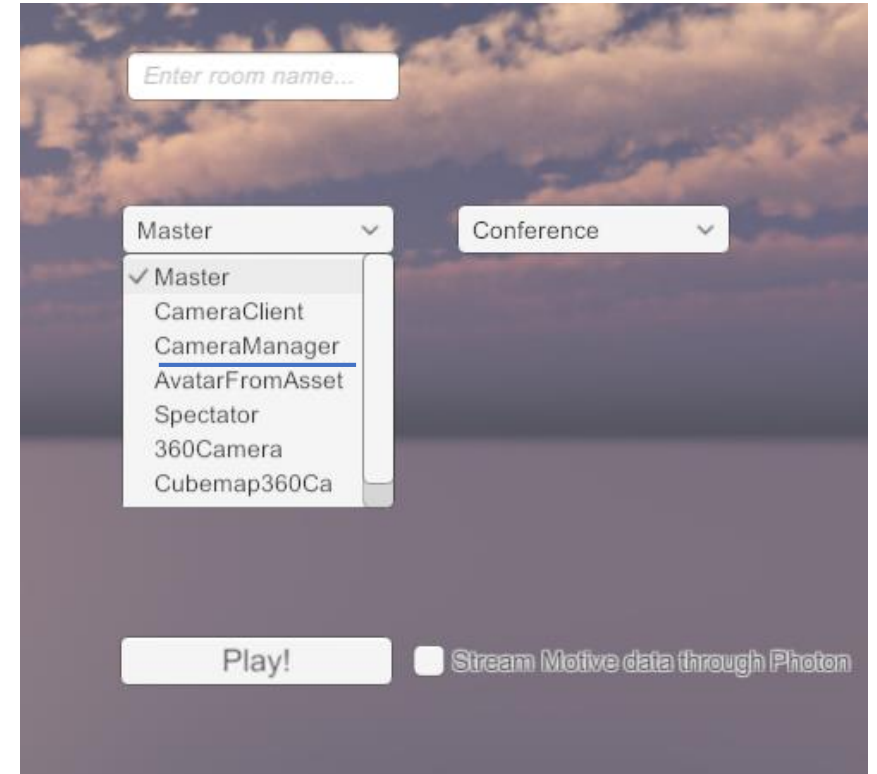 Enter room name...
Master
Conference
Master
CameraClient
CameraManager
AvatarFromAsset
Spectator
360Camera
Cubemap360Ca
Play!
Stream Motive data through Photon